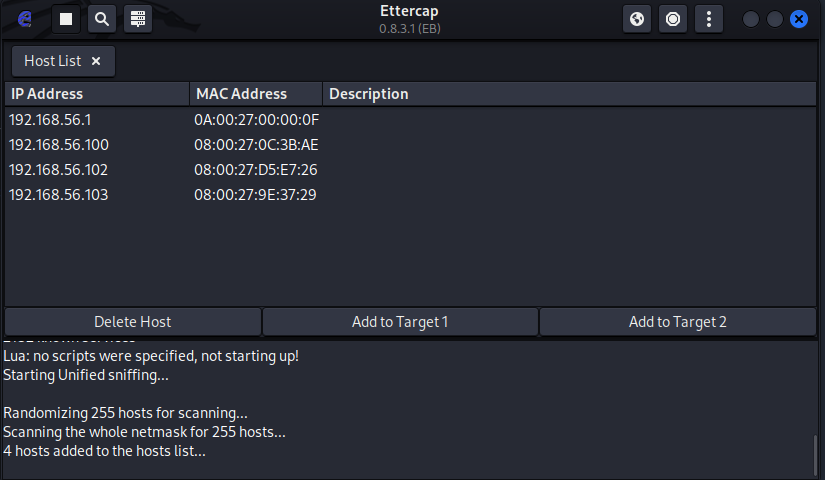 Ettercap
0.8.3.1 (EB)
Host List
IP Address MAC Address Description
192.168.56.1 0A:00:27:00:00:0F
192.168.56.100 08:00:27:0C:3B:AE
192.168.56.102 08:00:27:D5:E7:26
192.168.56.103 08:00:27:9E:37:29
Delete Host Add to Target 1 Add to Target 2
Lua: no scripts were specified, not starting up!
Starting Unified sniffing...
Randomizing 255 hosts for scanning...
Scanning the whole netmask for 255 hosts...
4 hosts added to the hosts list...